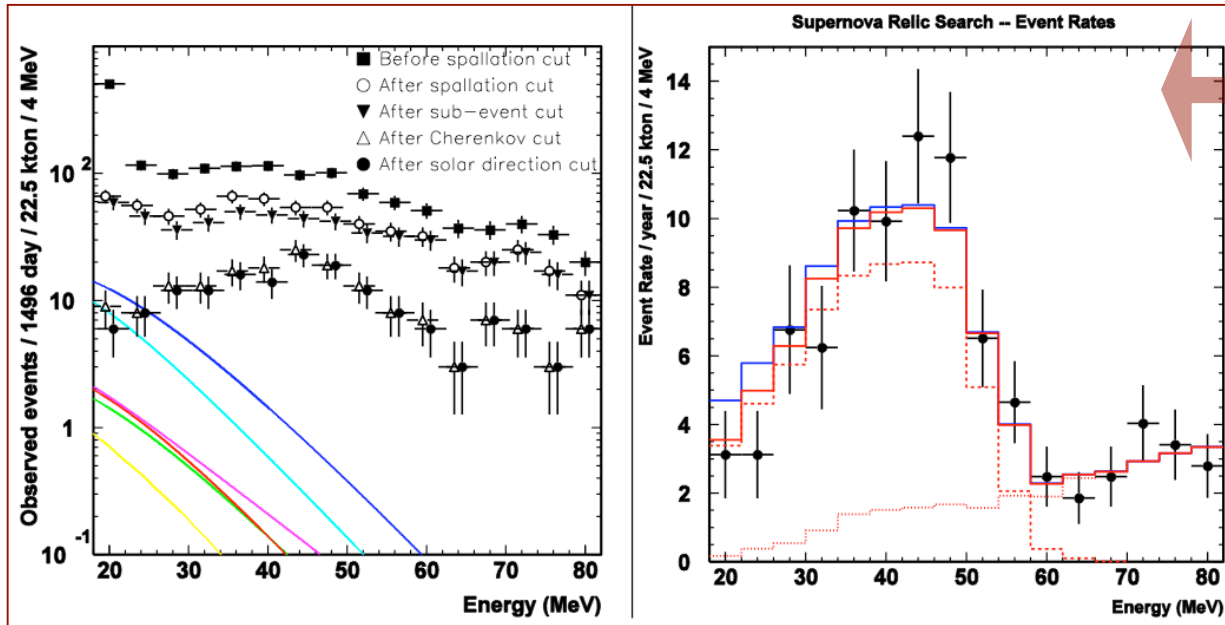 Observed events / 1496 day / 22.5 kton / 4 MeV
Before spallation cut
After spallation cut
After sub-event cut
After Cherenkov cut
After solar direction cut
10 2
10
1
10 -1
20 30 40 50 60 70 80
Energy (MeV)
Supernova Relic Search -- Event Rates
Event Rate / year / 22.5 kton / 4 MeV
14
12
10
8
6
4
2
0
20 30 40 50 60 70 80
Energy (MeV)